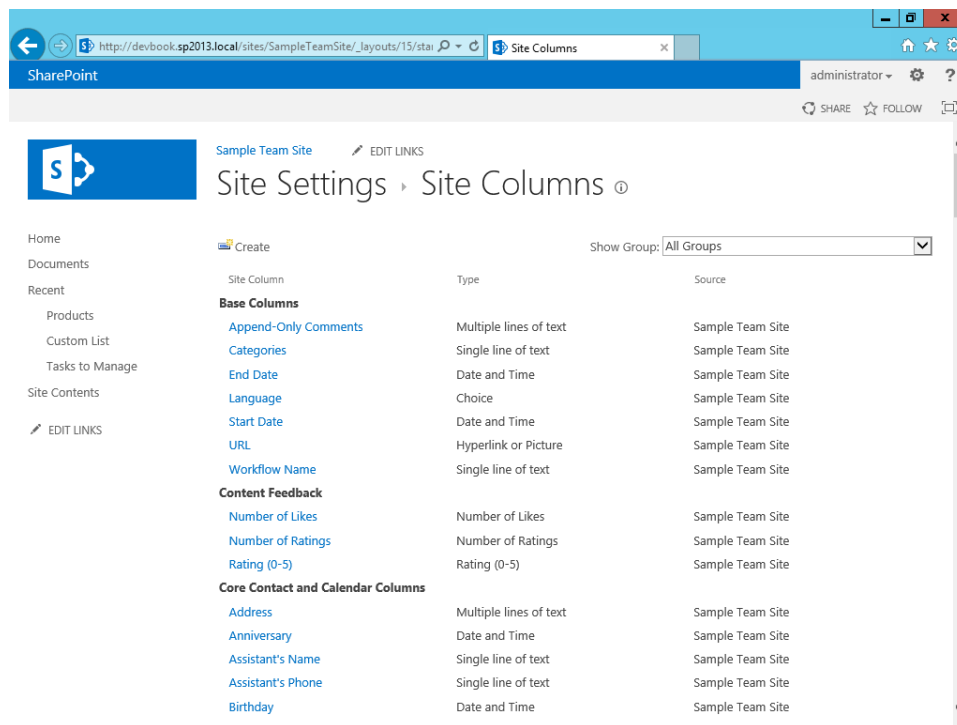 http://devbook.sp2013.local/sites/SampleTeamSite/_layouts/15/star
Site Columns
SharePoint
administrator
?
SHARE FOLLOW
S
Sample Team Site EDIT LINKS
Site Settings › Site Columns
Home
Documents
Recent
Products
Custom List
Tasks to Manage
Site Contents
EDIT LINKS
Create Show Group: All Groups
Site Column Type Source
Base Columns
Append-Only Comments Multiple lines of text Sample Team Site
Categories Single line of text Sample Team Site
End Date Date and Time Sample Team Site
Language Choice Sample Team Site
Start Date Date and Time Sample Team Site
URL Hyperlink or Picture Sample Team Site
Workflow Name Single line of text Sample Team Site
Content Feedback
Number of Likes Number of Likes Sample Team Site
Number of Ratings Number of Ratings Sample Team Site
Rating (0-5) Rating (0-5) Sample Team Site
Core Contact and Calendar Columns
Address Multiple lines of text Sample Team Site
Anniversary Date and Time Sample Team Site
Assistant's Name Single line of text Sample Team Site
Assistant's Phone Single line of text Sample Team Site
Birthday Date and Time Sample Team Site